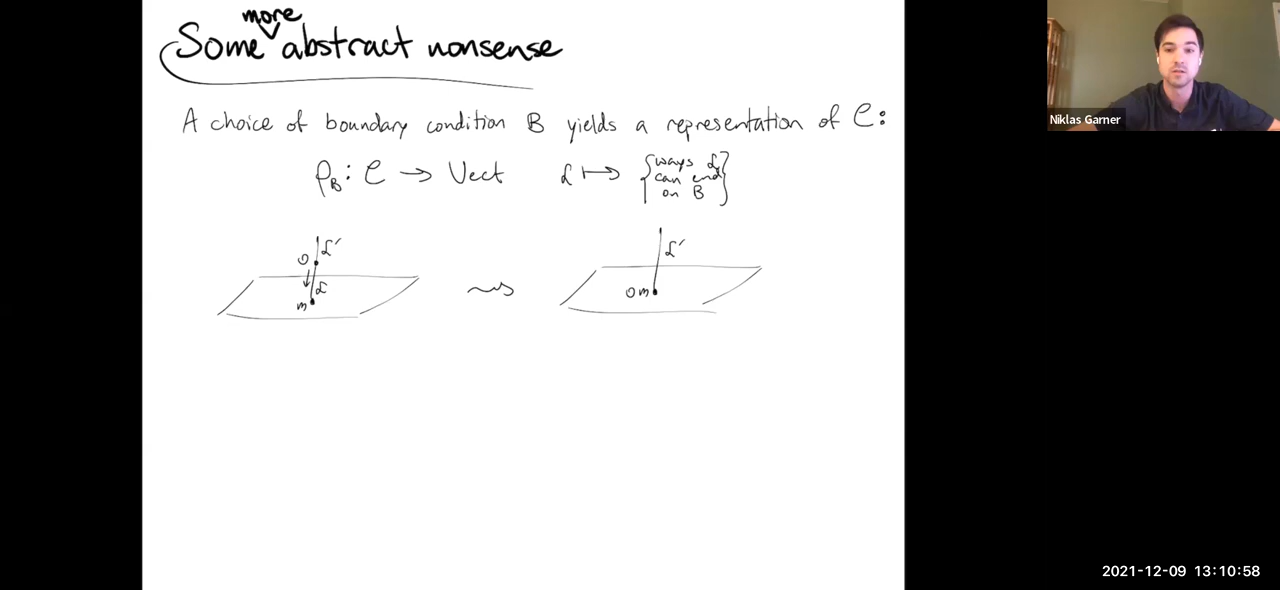 more
Some abstract nonsense
A choice of boundary condition B yields a representation of C:
ρ_B : C → Vect ℒ ↦ {ways ℒ can end on B}
O ℒ′ ℒ′
ℒ
m ⇝ Om
Niklas Garner
2021-12-09 13:10:58